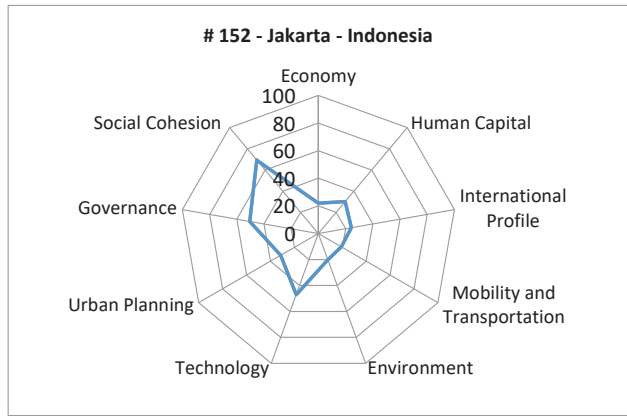 # 152 - Jakarta - Indonesia
Economy
Human Capital
International
Profile
Mobility and
Transportation
Environment
Technology
Urban Planning
Governance
Social Cohesion
100
80
60
40
20
0